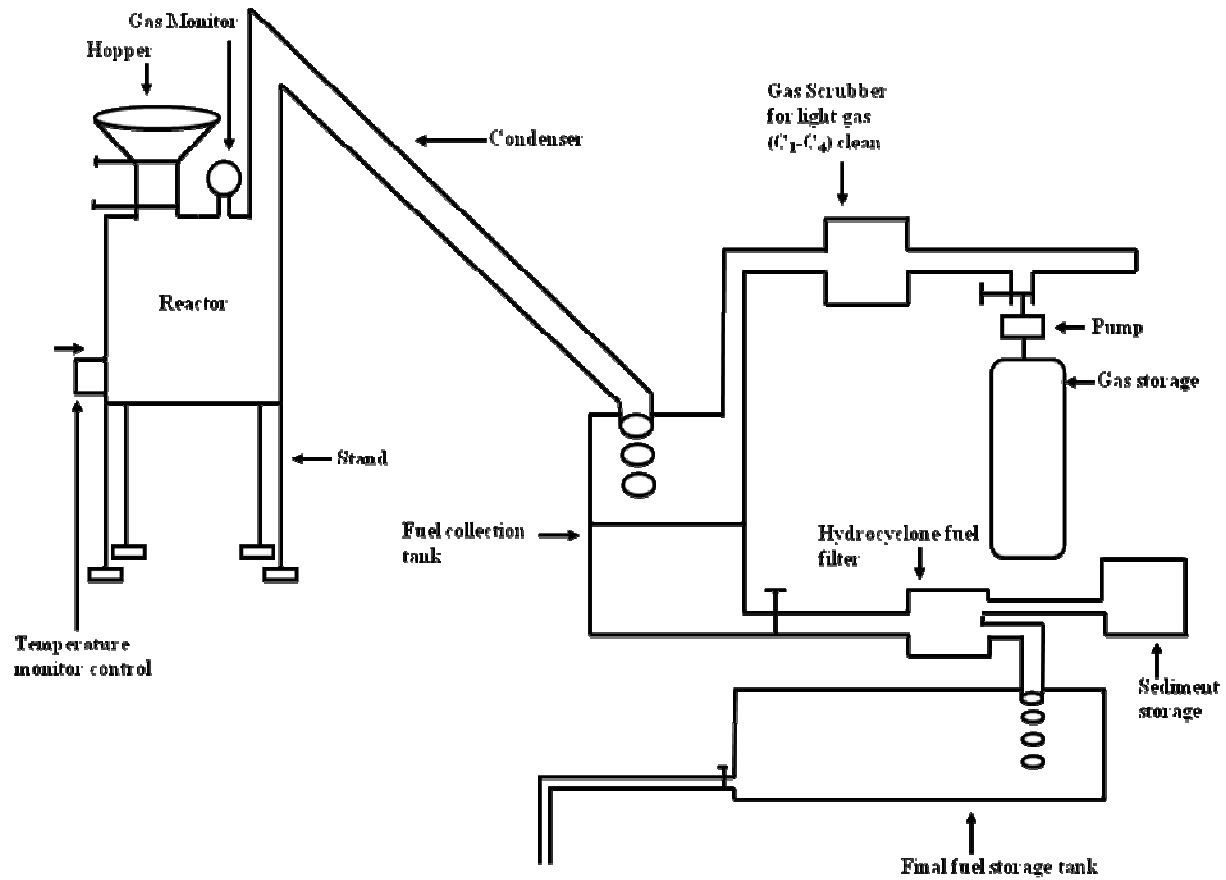 Gas Monitor
Hopper
Condenser
Gas Scrubber
for light gas
(C1-C4) clean
Reactor
Pump
Gas storage
Stand
Fuel collection
tank
Hydrocyclone fuel
filter
Temperature
monitor control
Sediment
storage
Final fuel storage tank